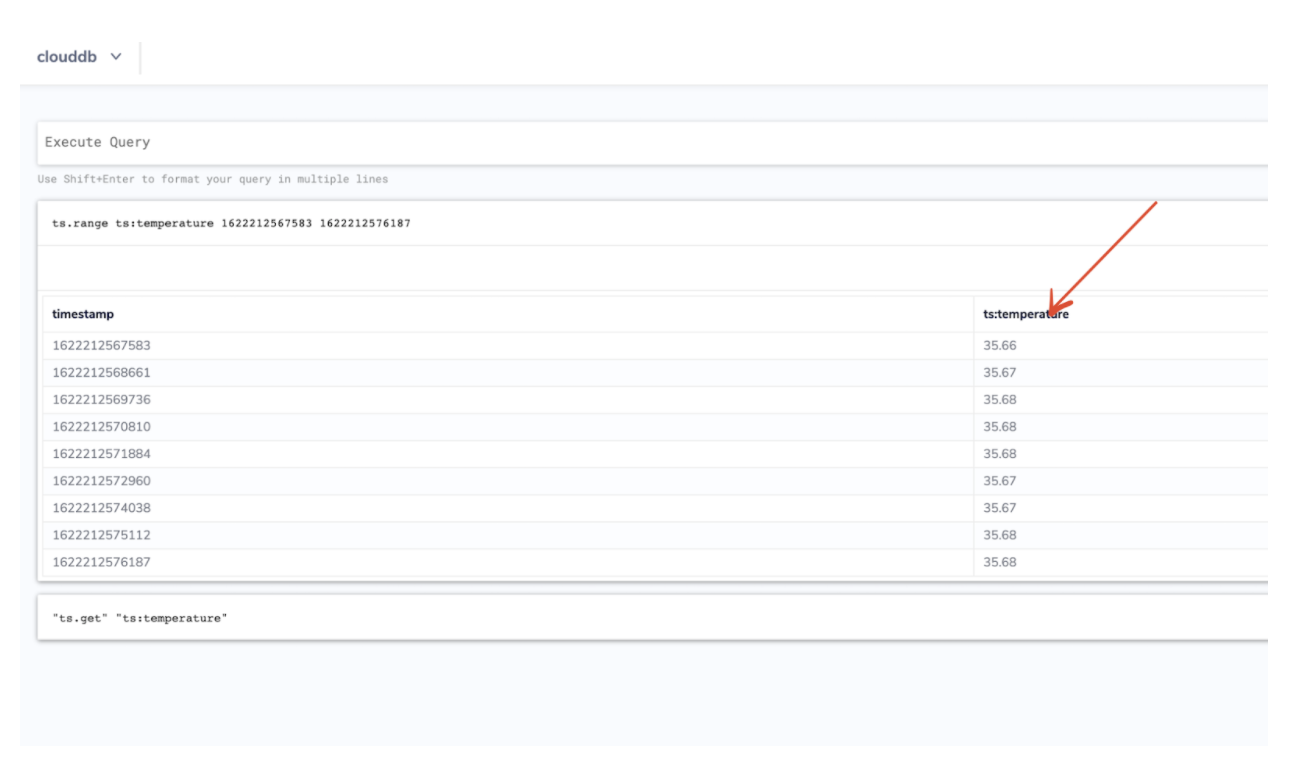 clouddb
Execute Query
Use Shift+Enter to format your query in multiple lines
ts.range ts:temperature 1622212567583 1622212576187
timestamp ts:temperature
1622212567583 35.66
1622212568661 35.67
1622212569736 35.68
1622212570810 35.68
1622212571884 35.68
1622212572960 35.67
1622212574038 35.67
1622212575112 35.68
1622212576187 35.68
"ts.get" "ts:temperature"